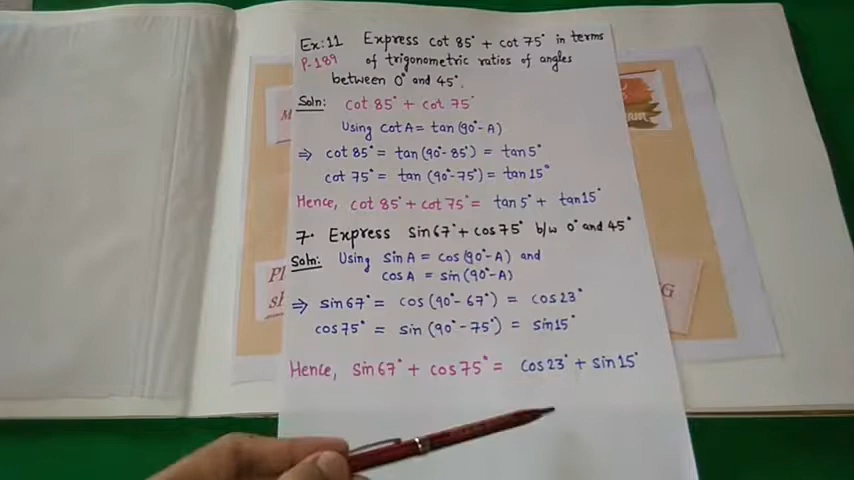 Ex:11 Express cot 85° + cot 75° in terms
P-189 of trigonometric ratios of angles
between 0° and 45°.
Soln: cot 85° + cot 75°
Using cot A = tan (90°-A)
⇒ cot 85° = tan (90°-85°) = tan 5°
cot 75° = tan (90°-75°) = tan 15°
Hence, cot 85° + cot 75° = tan 5° + tan 15°
7. Express sin 67° + cos 75° b/w 0° and 45°
Soln: Using sin A = cos (90°-A) and
cos A = sin (90°-A)
⇒ sin 67° = cos (90°-67°) = cos 23°
cos 75° = sin (90°-75°) = sin 15°
Hence, sin 67° + cos 75° = cos 23° + sin 15°